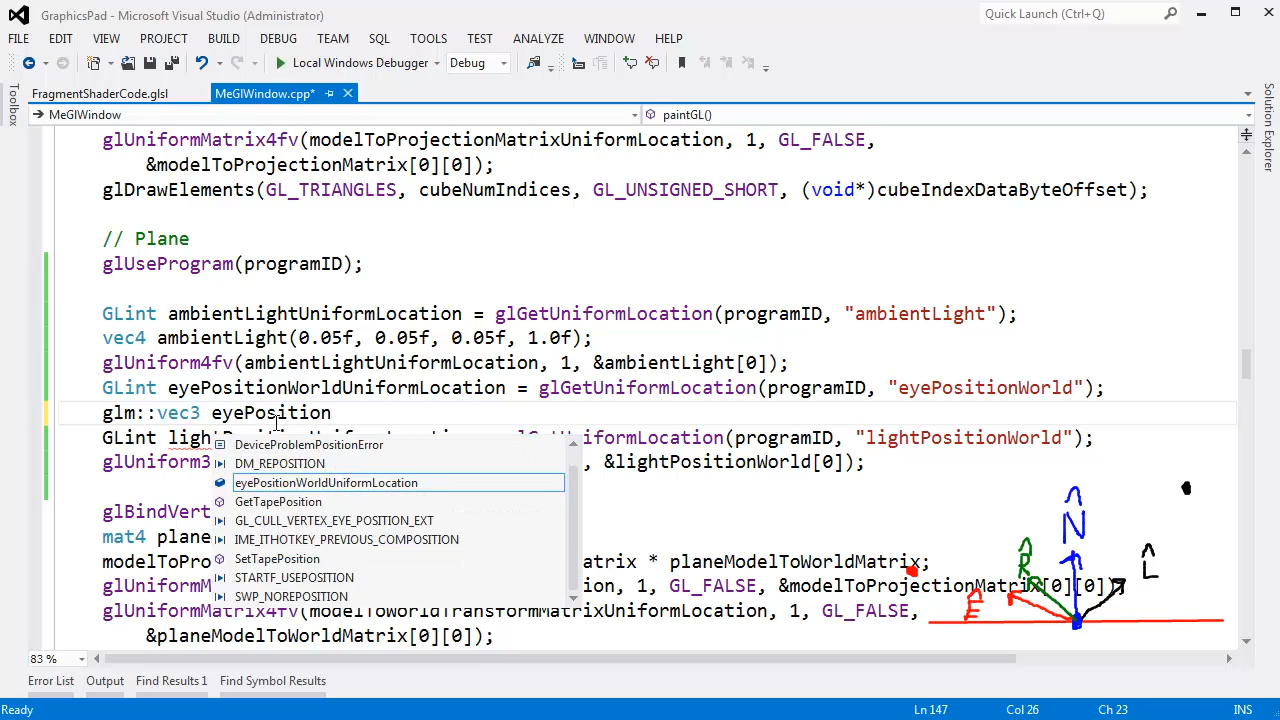 GraphicsPad - Microsoft Visual Studio (Administrator)
Quick Launch (Ctrl+Q)
FILE EDIT VIEW PROJECT BUILD DEBUG TEAM SQL TOOLS TEST ANALYZE WINDOW HELP
Local Windows Debugger Debug
Toolbox
Solution Explorer
FragmentShaderCode.glsl MeGlWindow.cpp*
MeGlWindow paintGL()
glUniformMatrix4fv(modelToProjectionMatrixUniformLocation, 1, GL_FALSE,
&modelToProjectionMatrix[0][0]);
glDrawElements(GL_TRIANGLES, cubeNumIndices, GL_UNSIGNED_SHORT, (void*)cubeIndexDataByteOffset);
// Plane
glUseProgram(programID);
GLint ambientLightUniformLocation = glGetUniformLocation(programID, "ambientLight");
vec4 ambientLight(0.05f, 0.05f, 0.05f, 1.0f);
glUniform4fv(ambientLightUniformLocation, 1, &ambientLight[0]);
GLint eyePositionWorldUniformLocation = glGetUniformLocation(programID, "eyePositionWorld");
glm::vec3 eyePosition
GLint ligh UniformLocation(programID, "lightPositionWorld");
glUniform3 , &lightPositionWorld[0]);
DeviceProblemPositionError
DM_REPOSITION
eyePositionWorldUniformLocation
GetTapePosition
GL_CULL_VERTEX_EYE_POSITION_EXT
IME_ITHOTKEY_PREVIOUS_COMPOSITION
SetTapePosition
STARTF_USEPOSITION
SWP_NOREPOSITION
glBindVert
mat4 plane
modelToPro Matrix * planeModelToWorldMatrix;
glUniformM ion, 1, GL_FALSE, &modelToProjectionMatrix[0][0]);
glUniformMatrix4fv(modelToWorldTransformMatrixUniformLocation, 1, GL_FALSE,
&planeModelToWorldMatrix[0][0]);
N
R
L
E
83 %
Error List Output Find Results 1 Find Symbol Results
Ready Ln 147 Col 26 Ch 23 INS